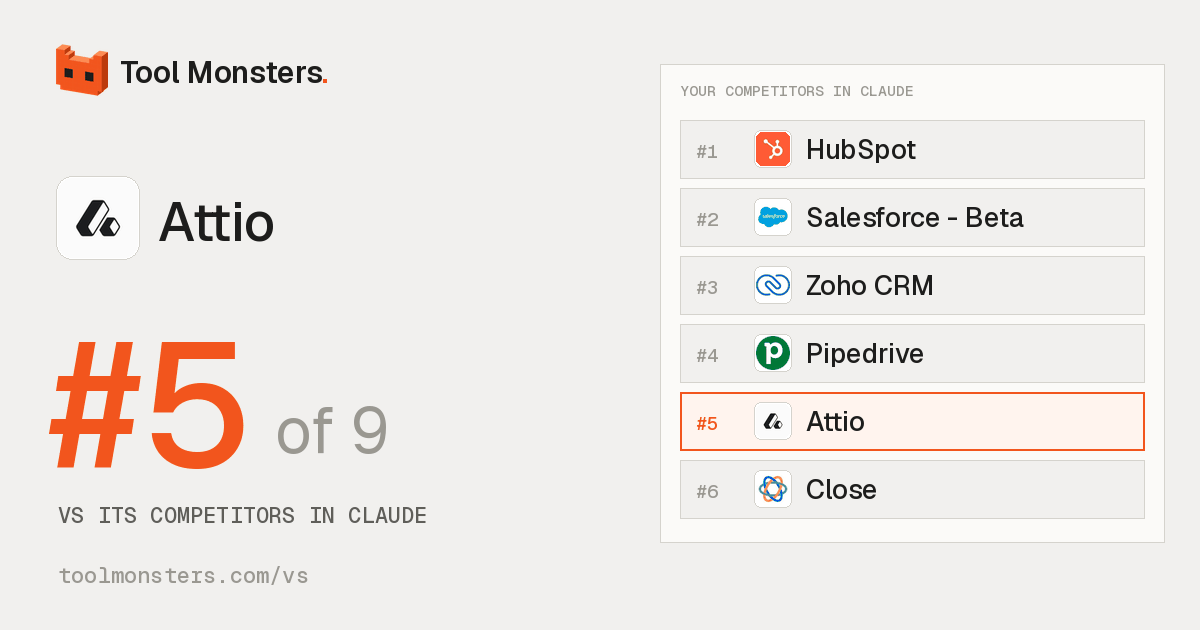 Tool Monsters.
Attio
#5 of 9
VS ITS COMPETITORS IN CLAUDE
toolmonsters.com/vs
YOUR COMPETITORS IN CLAUDE
#1 HubSpot
#2 salesforce Salesforce - Beta
#3 Zoho CRM
#4 Pipedrive
#5 Attio
#6 Close